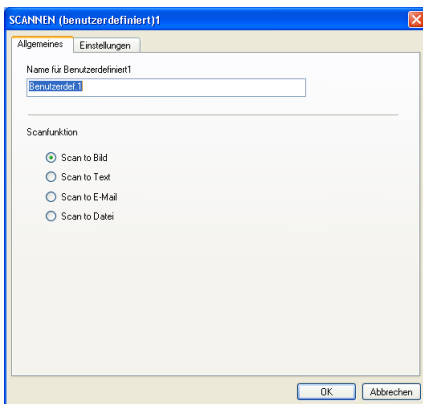 SCANNEN (benutzerdefiniert)1
Allgemeines Einstellungen
Name für Benutzerdefiniert1
Benutzerdef.1
Scanfunktion
Scan to Bild
Scan to Text
Scan to E-Mail
Scan to Datei
OK Abbrechen